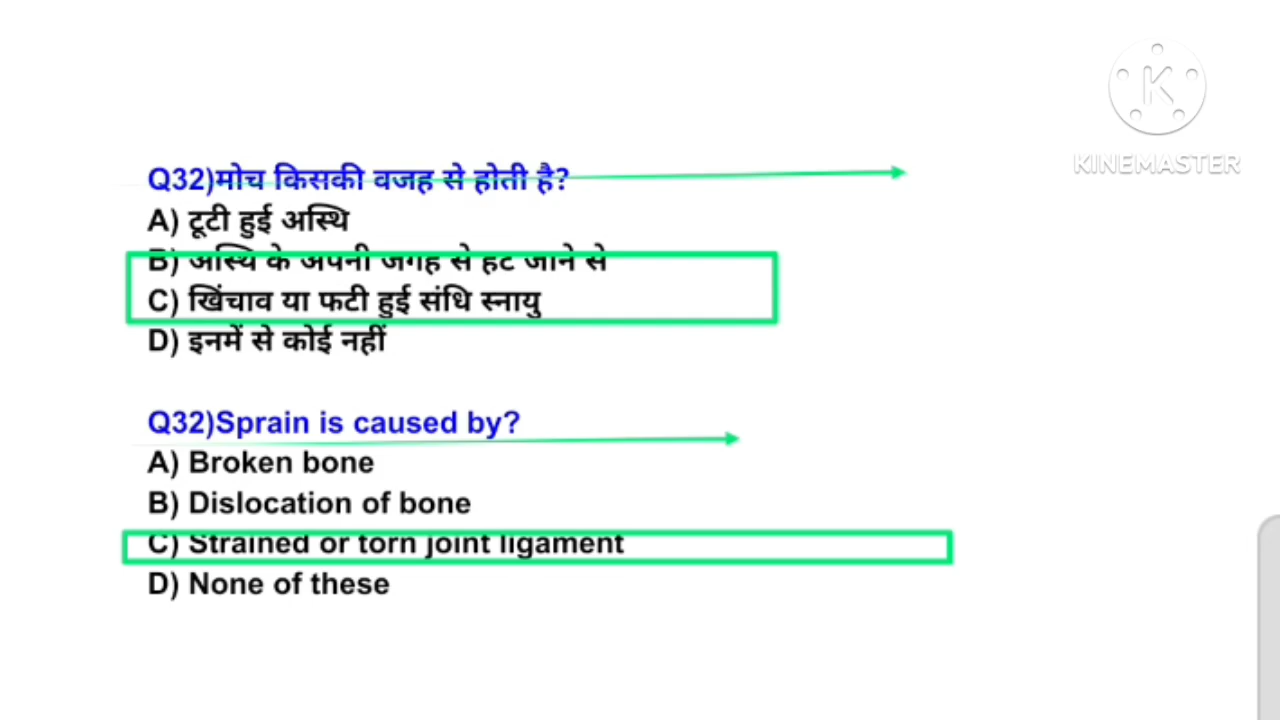 KINEMASTER
Q32)मोच किसकी वजह से होती है?
A) टूटी हुई अस्थि
B) अस्थि के अपनी जगह से हट जाने से
C) खिंचाव या फटी हुई संधि स्नायु
D) इनमें से कोई नहीं
Q32)Sprain is caused by?
A) Broken bone
B) Dislocation of bone
C) Strained or torn joint ligament
D) None of these